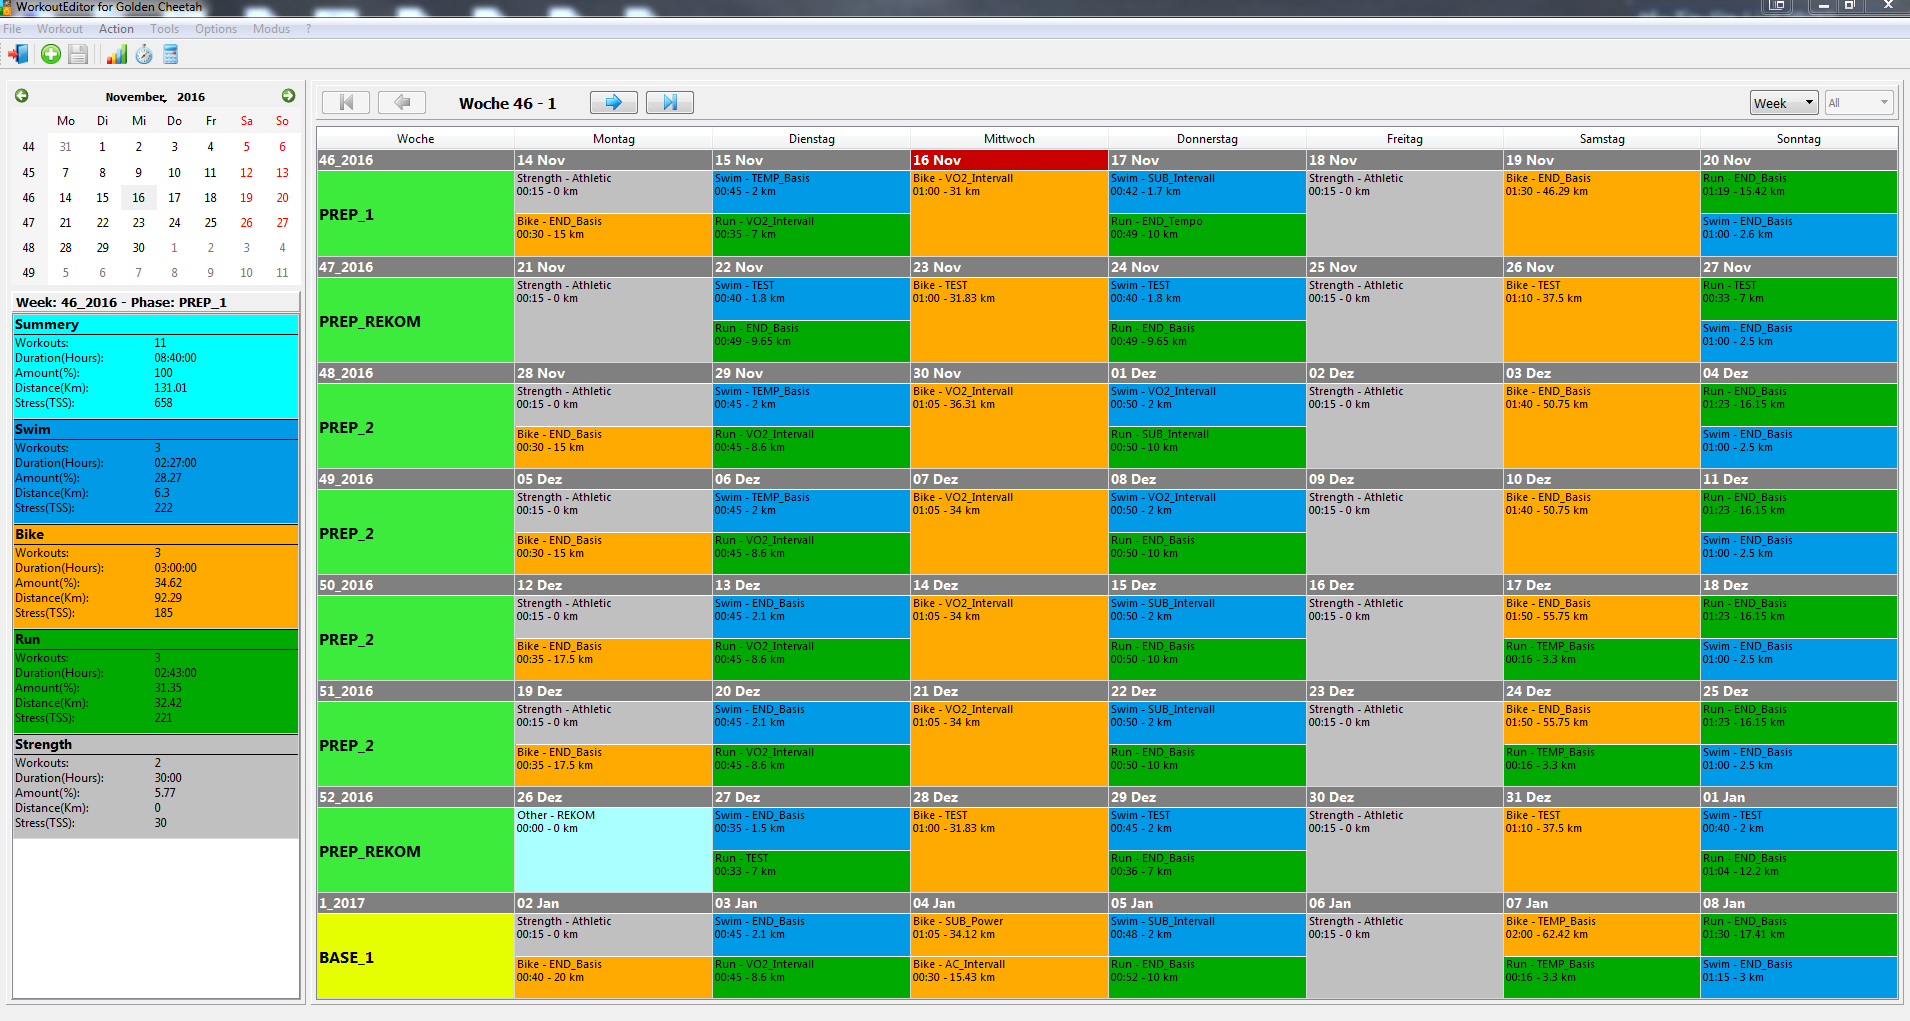 WorkoutEditor for Golden Cheetah
File Workout Action Tools Options Modus ?
November, 2016
Mo Di Mi Do Fr Sa So
44 31 1 2 3 4 5 6
45 7 8 9 10 11 12 13
46 14 15 16 17 18 19 20
47 21 22 23 24 25 26 27
48 28 29 30 1 2 3 4
49 5 6 7 8 9 10 11
Week: 46_2016 - Phase: PREP_1
Summery
Workouts: 11
Duration(Hours): 08:40:00
Amount(%): 100
Distance(Km): 131.01
Stress(TSS): 658
Swim
Workouts: 3
Duration(Hours): 02:27:00
Amount(%): 28.27
Distance(Km): 6.3
Stress(TSS): 222
Bike
Workouts: 3
Duration(Hours): 03:00:00
Amount(%): 34.62
Distance(Km): 92.29
Stress(TSS): 185
Run
Workouts: 3
Duration(Hours): 02:43:00
Amount(%): 31.35
Distance(Km): 32.42
Stress(TSS): 221
Strength
Workouts: 2
Duration(Hours): 30:00
Amount(%): 5.77
Distance(Km): 0
Stress(TSS): 30
Woche 46 - 1 Week All
Woche Montag Dienstag Mittwoch Donnerstag Freitag Samstag Sonntag
46_2016 14 Nov 15 Nov 16 Nov 17 Nov 18 Nov 19 Nov 20 Nov
Strength - Athletic Swim - TEMP_Basis Bike - VO2_Intervall Swim - SUB_Intervall Strength - Athletic Bike - END_Basis Run - END_Basis
00:15 - 0 km 00:45 - 2 km 01:00 - 31 km 00:42 - 1.7 km 00:15 - 0 km 01:30 - 46.29 km 01:19 - 15.42 km
PREP_1
Bike - END_Basis Run - VO2_Intervall Run - END_Tempo Swim - END_Basis
00:30 - 15 km 00:35 - 7 km 00:49 - 10 km 01:00 - 2.6 km
47_2016 21 Nov 22 Nov 23 Nov 24 Nov 25 Nov 26 Nov 27 Nov
Strength - Athletic Swim - TEST Bike - TEST Swim - TEST Strength - Athletic Bike - TEST Run - TEST
00:15 - 0 km 00:40 - 1.8 km 01:00 - 31.83 km 00:40 - 1.8 km 00:15 - 0 km 01:10 - 37.5 km 00:33 - 7 km
PREP_REKOM
Run - END_Basis Run - END_Basis Swim - END_Basis
00:49 - 9.65 km 00:49 - 9.65 km 01:00 - 2.5 km
48_2016 28 Nov 29 Nov 30 Nov 01 Dez 02 Dez 03 Dez 04 Dez
Strength - Athletic Swim - TEMP_Basis Bike - VO2_Intervall Swim - VO2_Intervall Strength - Athletic Bike - END_Basis Run - END_Basis
00:15 - 0 km 00:45 - 2 km 01:05 - 36.31 km 00:50 - 2 km 00:15 - 0 km 01:40 - 50.75 km 01:23 - 16.15 km
PREP_2
Bike - END_Basis Run - VO2_Intervall Run - SUB_Intervall Swim - END_Basis
00:30 - 15 km 00:45 - 8.6 km 00:50 - 10 km 01:00 - 2.5 km
49_2016 05 Dez 06 Dez 07 Dez 08 Dez 09 Dez 10 Dez 11 Dez
Strength - Athletic Swim - TEMP_Basis Bike - VO2_Intervall Swim - VO2_Intervall Strength - Athletic Bike - END_Basis Run - END_Basis
00:15 - 0 km 00:45 - 2 km 01:05 - 34 km 00:50 - 2 km 00:15 - 0 km 01:40 - 50.75 km 01:23 - 16.15 km
PREP_2
Bike - END_Basis Run - VO2_Intervall Run - END_Basis Swim - END_Basis
00:30 - 15 km 00:45 - 8.6 km 00:50 - 10 km 01:00 - 2.5 km
50_2016 12 Dez 13 Dez 14 Dez 15 Dez 16 Dez 17 Dez 18 Dez
Strength - Athletic Swim - END_Basis Bike - VO2_Intervall Swim - SUB_Intervall Strength - Athletic Bike - END_Basis Run - END_Basis
00:15 - 0 km 00:45 - 2.1 km 01:05 - 34 km 00:50 - 2 km 00:15 - 0 km 01:50 - 55.75 km 01:23 - 16.15 km
PREP_2
Bike - END_Basis Run - VO2_Intervall Run - END_Basis Run - TEMP_Basis Swim - END_Basis
00:35 - 17.5 km 00:45 - 8.6 km 00:50 - 10 km 00:16 - 3.3 km 01:00 - 2.5 km
51_2016 19 Dez 20 Dez 21 Dez 22 Dez 23 Dez 24 Dez 25 Dez
Strength - Athletic Swim - END_Basis Bike - VO2_Intervall Swim - SUB_Intervall Strength - Athletic Bike - END_Basis Run - END_Basis
00:15 - 0 km 00:45 - 2.1 km 01:05 - 34 km 00:50 - 2 km 00:15 - 0 km 01:50 - 55.75 km 01:23 - 16.15 km
PREP_2
Bike - END_Basis Run - VO2_Intervall Run - END_Basis Run - TEMP_Basis Swim - END_Basis
00:35 - 17.5 km 00:45 - 8.6 km 00:50 - 10 km 00:16 - 3.3 km 01:00 - 2.5 km
52_2016 26 Dez 27 Dez 28 Dez 29 Dez 30 Dez 31 Dez 01 Jan
Other - REKOM Swim - END_Basis Bike - TEST Swim - TEST Strength - Athletic Bike - TEST Swim - TEST
00:00 - 0 km 00:35 - 1.5 km 01:00 - 31.83 km 00:45 - 2 km 00:15 - 0 km 01:10 - 37.5 km 00:40 - 2 km
PREP_REKOM
Run - TEST Run - END_Basis Run - END_Basis
00:33 - 7 km 00:36 - 7 km 01:04 - 12.2 km
1_2017 02 Jan 03 Jan 04 Jan 05 Jan 06 Jan 07 Jan 08 Jan
Strength - Athletic Swim - END_Basis Bike - SUB_Power Swim - SUB_Intervall Strength - Athletic Bike - TEMP_Basis Run - END_Basis
00:15 - 0 km 00:45 - 2.1 km 01:05 - 34.12 km 00:48 - 2 km 00:15 - 0 km 02:00 - 62.42 km 01:30 - 17.41 km
BASE_1
Bike - END_Basis Run - VO2_Intervall Bike - AC_Intervall Run - END_Basis Run - TEMP_Basis Swim - END_Basis
00:40 - 20 km 00:45 - 8.6 km 00:30 - 15.43 km 00:52 - 10 km 00:16 - 3.3 km 01:15 - 3 km